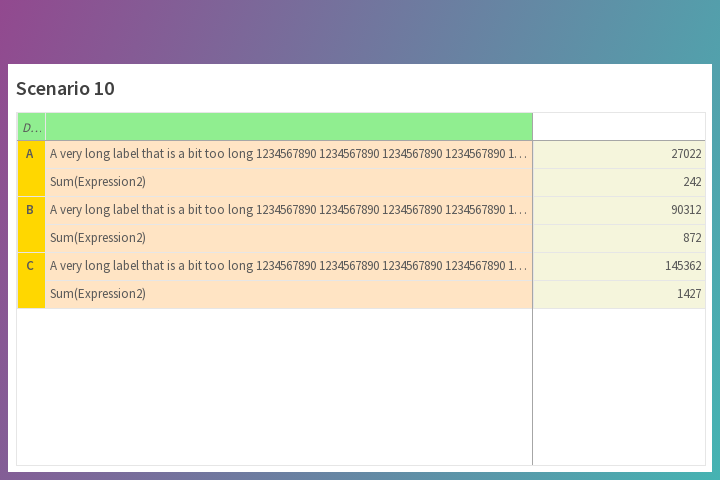 Scenario 10
D…
A A very long label that is a bit too long 1234567890 1234567890 1234567890 1234567890 1… 27022
Sum(Expression2) 242
B A very long label that is a bit too long 1234567890 1234567890 1234567890 1234567890 1… 90312
Sum(Expression2) 872
C A very long label that is a bit too long 1234567890 1234567890 1234567890 1234567890 1… 145362
Sum(Expression2) 1427